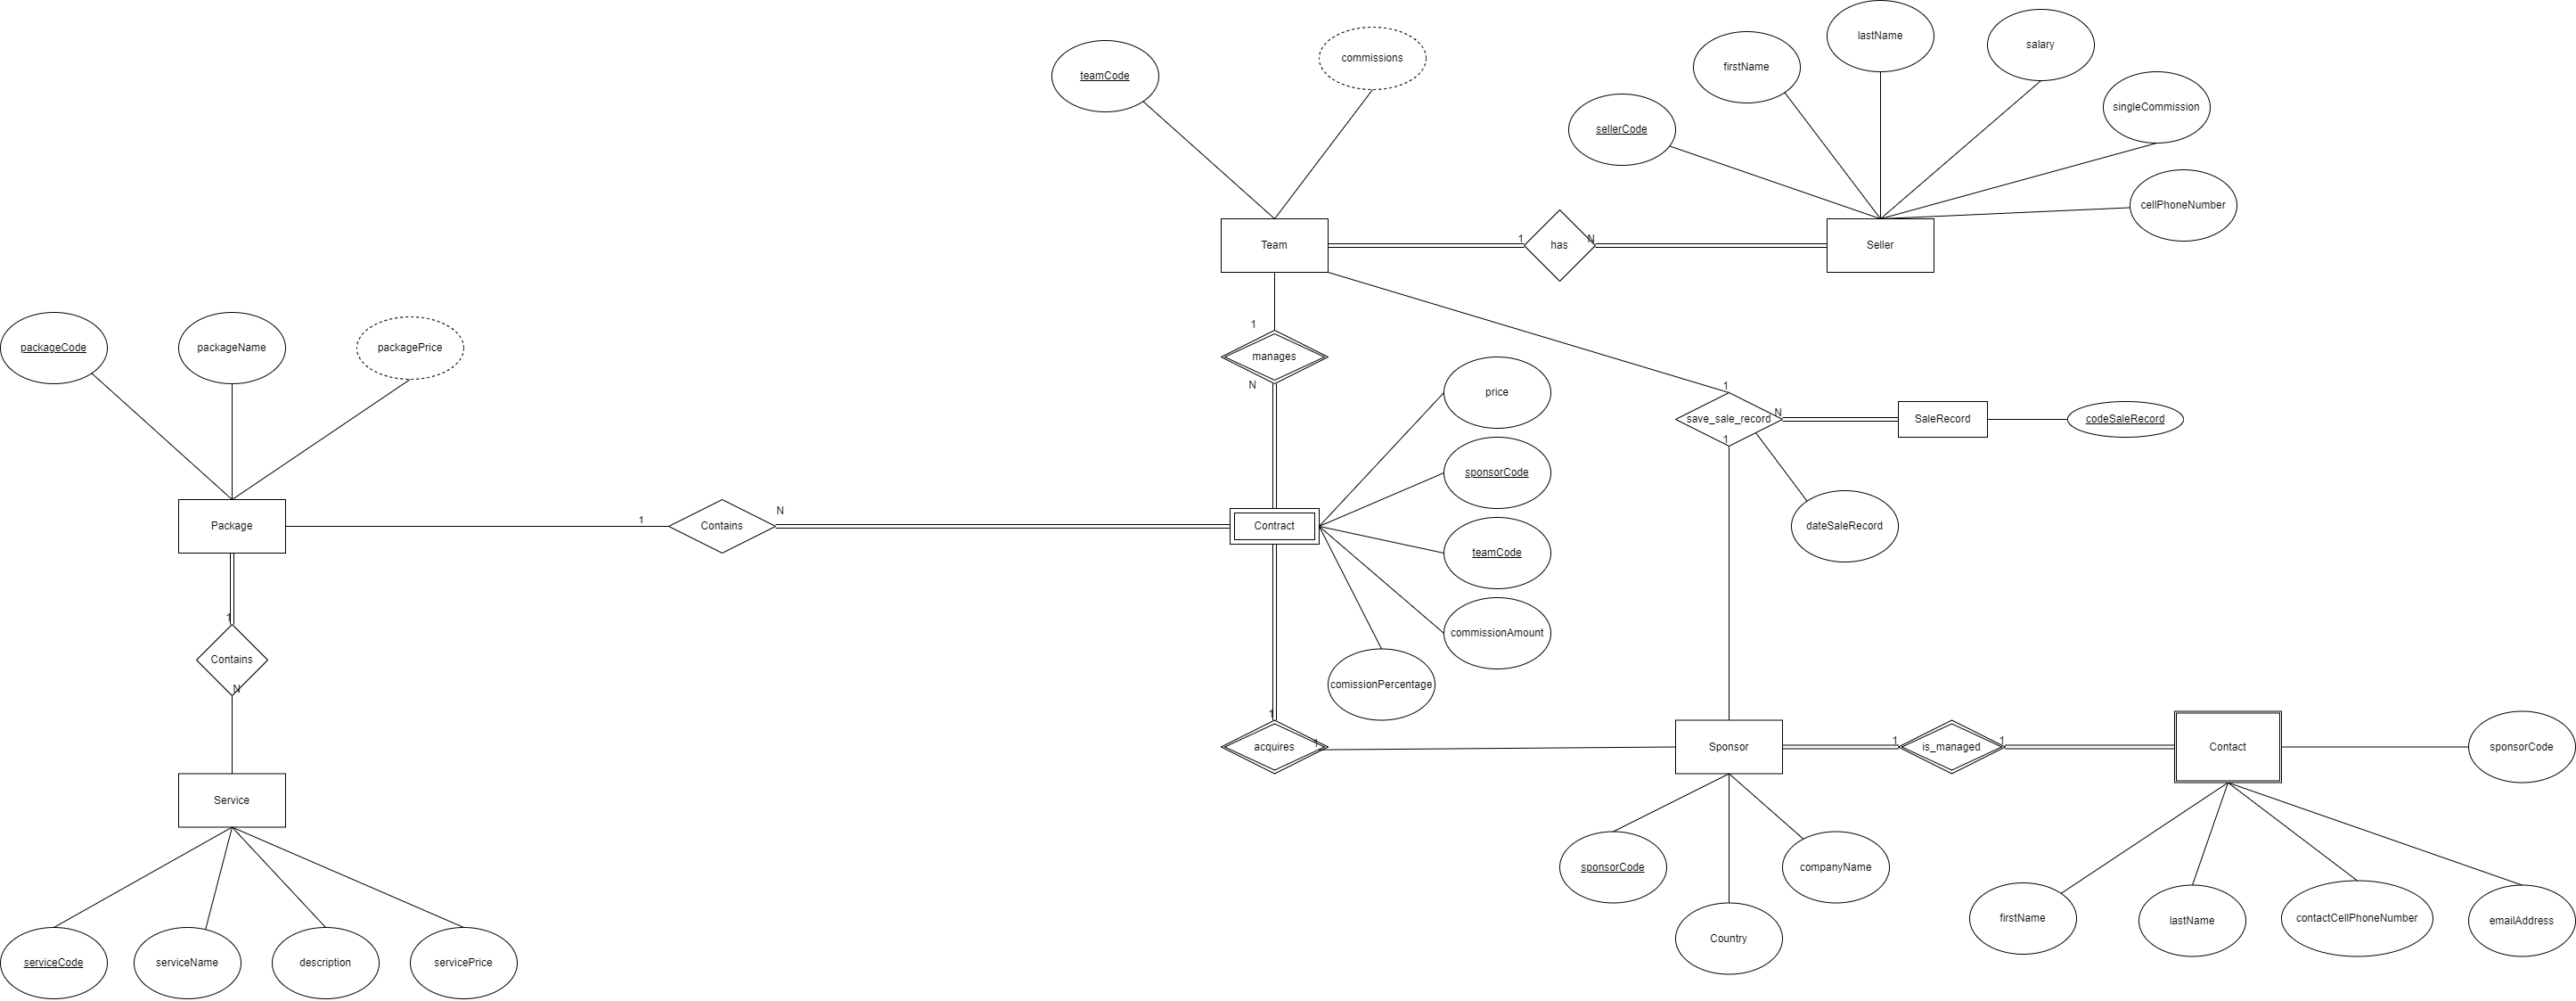 lastName
salary
commissions
firstName
teamCode
singleCommission
sellerCode
cellPhoneNumber
Team
1
has
N
Seller
1
manages
N
packageCode
packageName
packagePrice
price
1
save_sale_record
N
1
SaleRecord
codeSaleRecord
sponsorCode
dateSaleRecord
Package
1
Contains
N
Contract
teamCode
commissionAmount
comissionPercentage
1
Contains
N
1
acquires
1
Sponsor
1
is_managed
1
Contact
sponsorCode
Service
sponsorCode
companyName
Country
firstName
lastName
contactCellPhoneNumber
emailAddress
serviceCode
serviceName
description
servicePrice